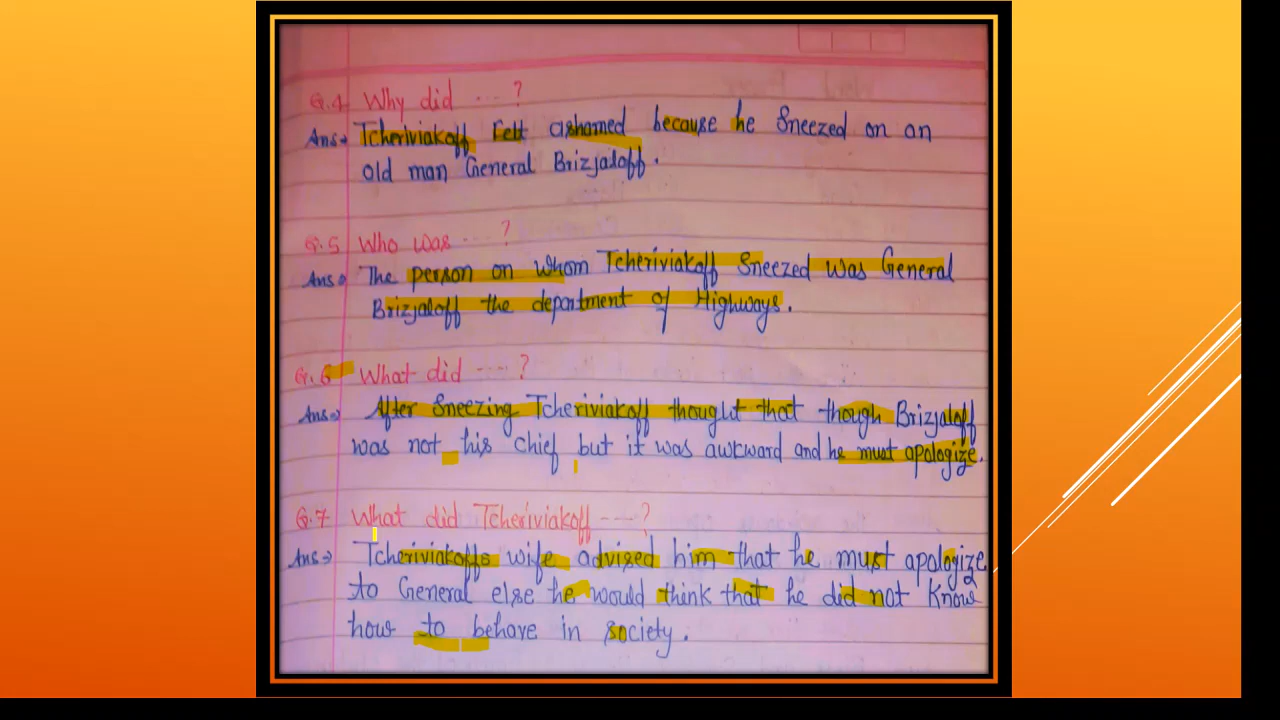 Q.4 Why did ---- ?
Ans→ Tcheriviakoff Felt ashamed because he Sneezed on an
old man General Brizjaloff.
Q.5 Who was ---- ?
Ans→ The person on whom Tcheriviakoff Sneezed was General
Brizjaloff the department of Highways.
Q.6 What did ---- ?
Ans→ After Sneezing Tcheriviakoff thought that though Brizjaloff
was not his chief but it was awkward and he must apologize.
Q.7 What did Tcheriviakoff ---- ?
Ans→ Tcheriviakoffs wife advised him that he must apologize
to General else he would think that he did not Know
how to behave in society.